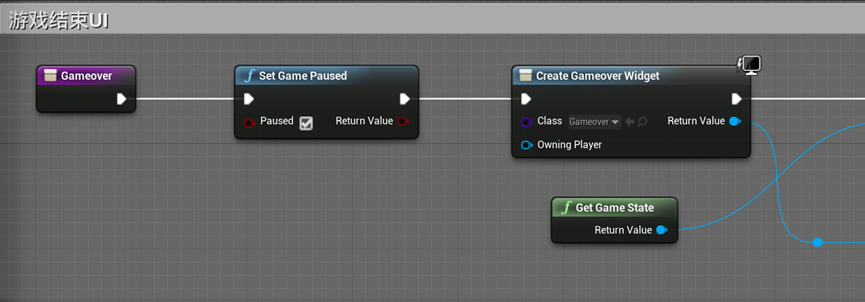 游戏结束UI
Gameover
Set Game Paused
Paused
Return Value
Create Gameover Widget
Class Gameover
Return Value
Owning Player
Get Game State
Return Value